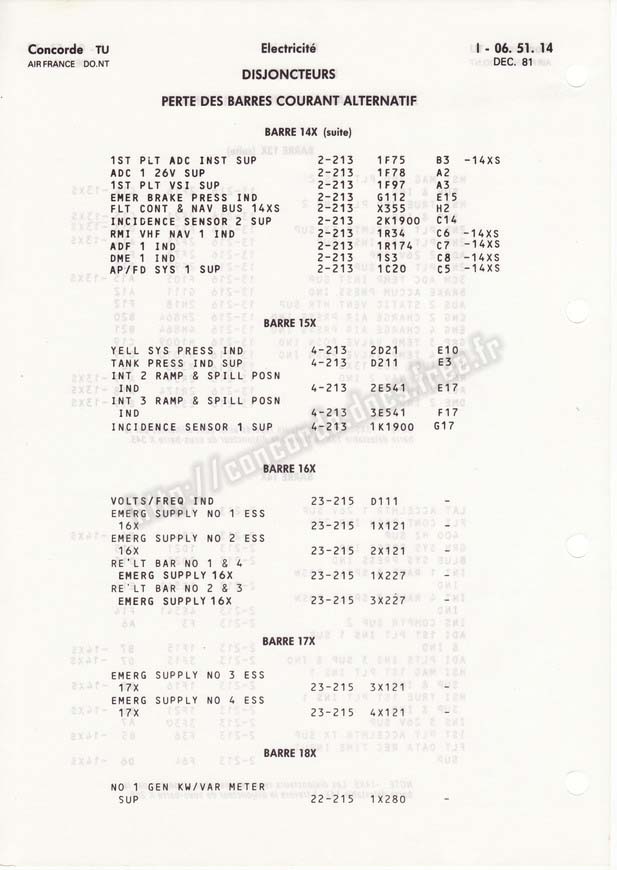 Concorde TU Electricité I - 06. 51. 14
AIR FRANCE DO.NT DEC. 81
DISJONCTEURS
PERTE DES BARRES COURANT ALTERNATIF
BARRE 14X (suite)
1ST PLT ADC INST SUP 2-213 1F75 B3 -14XS
ADC 1 26V SUP 2-213 1F78 A2
1ST PLT VSI SUP 2-213 1F97 A3
EMER BRAKE PRESS IND 2-213 G112 E15
FLT CONT & NAV BUS 14XS 2-213 X355 H2
INCIDENCE SENSOR 2 SUP 2-213 2K1900 C14
RMI VHF NAV 1 IND 2-213 1R34 C6 -14XS
ADF 1 IND 2-213 1R174 C7 -14XS
DME 1 IND 2-213 1S3 C8 -14XS
AP/FD SYS 1 SUP 2-213 1C20 C5 -14XS
BARRE 15X
YELL SYS PRESS IND 4-213 2D21 E10
TANK PRESS IND SUP 4-213 D211 E3
INT 2 RAMP & SPILL POSN
IND 4-213 2E541 E17
INT 3 RAMP & SPILL POSN
IND 4-213 3E541 F17
INCIDENCE SENSOR 1 SUP 4-213 1K1900 G17
BARRE 16X
http://concordedocs.free.fr
VOLTS/FREQ IND 23-215 D111 -
EMERG SUPPLY NO 1 ESS
16X 23-215 1X121 -
EMERG SUPPLY NO 2 ESS
16X 23-215 2X121 -
RE'LT BAR NO 1 & 4
EMERG SUPPLY 16X 23-215 1X227 -
RE'LT BAR NO 2 & 3
EMERG SUPPLY 16X 23-215 3X227 -
BARRE 17X
EMERG SUPPLY NO 3 ESS
17X 23-215 3X121 -
EMERG SUPPLY NO 4 ESS
17X 23-215 4X121 -
BARRE 18X
NO 1 GEN KW/VAR METER
SUP 22-215 1X280 -